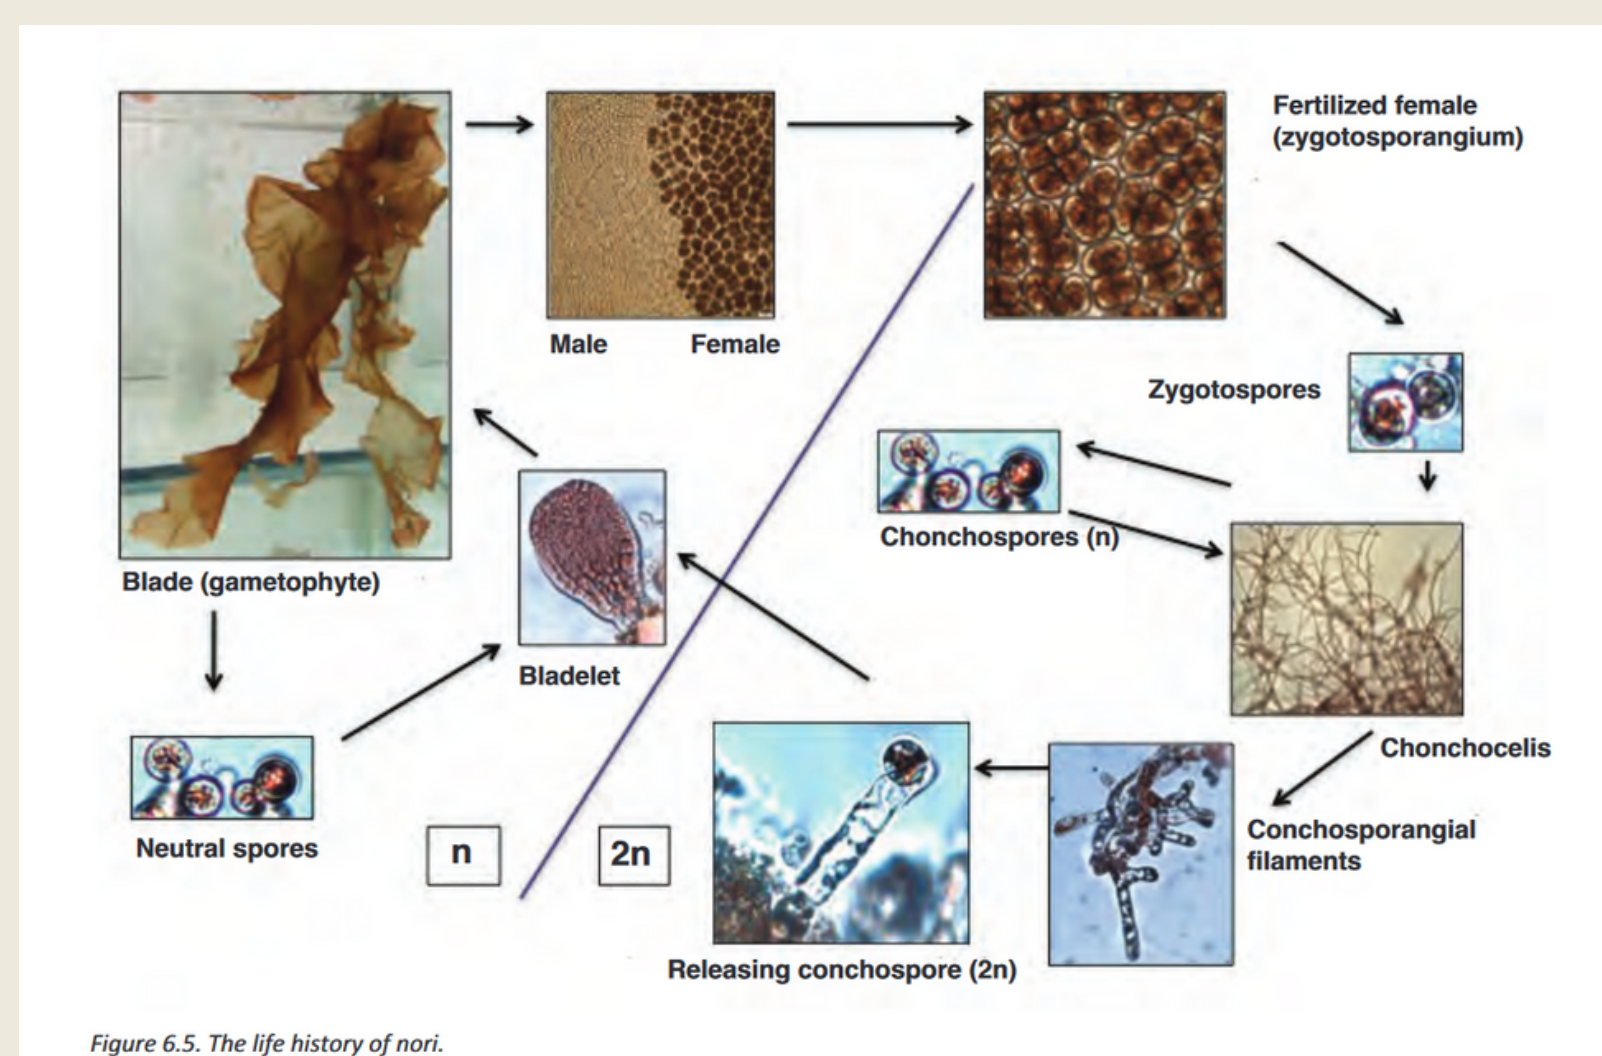 Fertilized female
(zygotosporangium)
Male
Female
Zygotospores
Chonchospores (n)
Blade (gametophyte)
Bladelet
Chonchocelis
Neutral spores
n
2n
Conchosporangial
filaments
Releasing conchospore (2n)
Figure 6.5. The life history of nori.